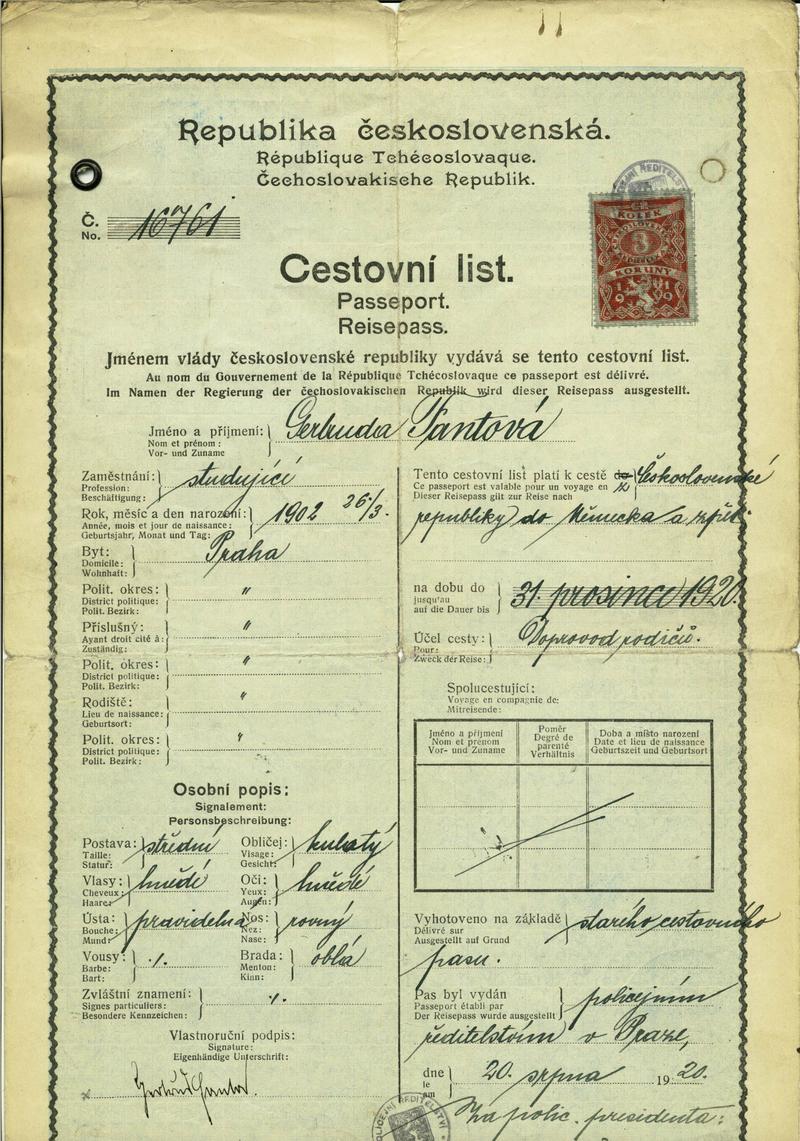 Republika československá.
République Tchécoslovaque.
Čechoslovakische Republik.
Č.
No. 16761
KOLEK
3
KORUNY
1919
Cestovní list.
Passeport.
Reisepass.
Jménem vlády československé republiky vydává se tento cestovní list.
Au nom du Gouvernement de la République Tchécoslovaque ce passeport est délivré.
Im Namen der Regierung der čechoslovakischen Republik wird dieser Reisepass ausgestellt.
Jméno a příjmení: Gertruda
Nom et prénom:
Vor- und Zuname
Zaměstnání: studující
Profession:
Beschäftigung:
Rok, měsíc a den narození: 1902 26/3.
Année, mois et jour de naissance:
Geburtsjahr, Monat und Tag:
Byt: Praha
Domicile:
Wohnhaft:
Polit. okres: "
District politique:
Polit. Bezirk:
Příslušný: "
Ayant droit cité à:
Zuständig:
Polit. okres: "
District politique:
Polit. Bezirk:
Rodiště: "
Lieu de naissance:
Geburtsort:
Polit. okres: "
District politique:
Polit. Bezirk:
Osobní popis:
Signalement:
Personsbeschreibung:
Postava: střední Obličej: kulatý
Taille: Visage:
Statur: Gesicht:
Vlasy: hnědé Oči: hnědé
Cheveux: Yeux:
Haare: Augen:
Ústa: pravidelná Nos: rovný
Bouche: Nez:
Mund: Nase:
Vousy: ./. Brada: oblá
Barbe: Menton:
Bart: Kinn:
Zvláštní znamení: ./.
Signes particuliers:
Besondere Kennzeichen:
Vlastnoruční podpis:
Signature:
Eigenhändige Unterschrift:
Tento cestovní list platí k cestě z Československé
Ce passeport est valable pour un voyage en
Dieser Reisepass gilt zur Reise nach
republiky do Německa a zpět.
na dobu do 31. prosince 1920.
jusqu'au
auf die Dauer bis
Účel cesty: Doprovod rodičů.
Pour:
Zweck der Reise:
Spolucestující:
Voyage en compagnie de:
Mitreisende:
Jméno a příjmení Poměr Doba a místo narození
Nom et prénom Degré de parenté Date et lieu de naissance
Vor- und Zuname Verhältnis Geburtszeit und Geburtsort
Vyhotoveno na základě starého cestovního
Délivré sur
Ausgestellt auf Grund
pasu.
Pas byl vydán policejním
Passeport établi par
Der Reisepass wurde ausgestellt
ředitelstvím v Praze,
dne 20. srpna 1920.
le
am
Za polic. presidenta: